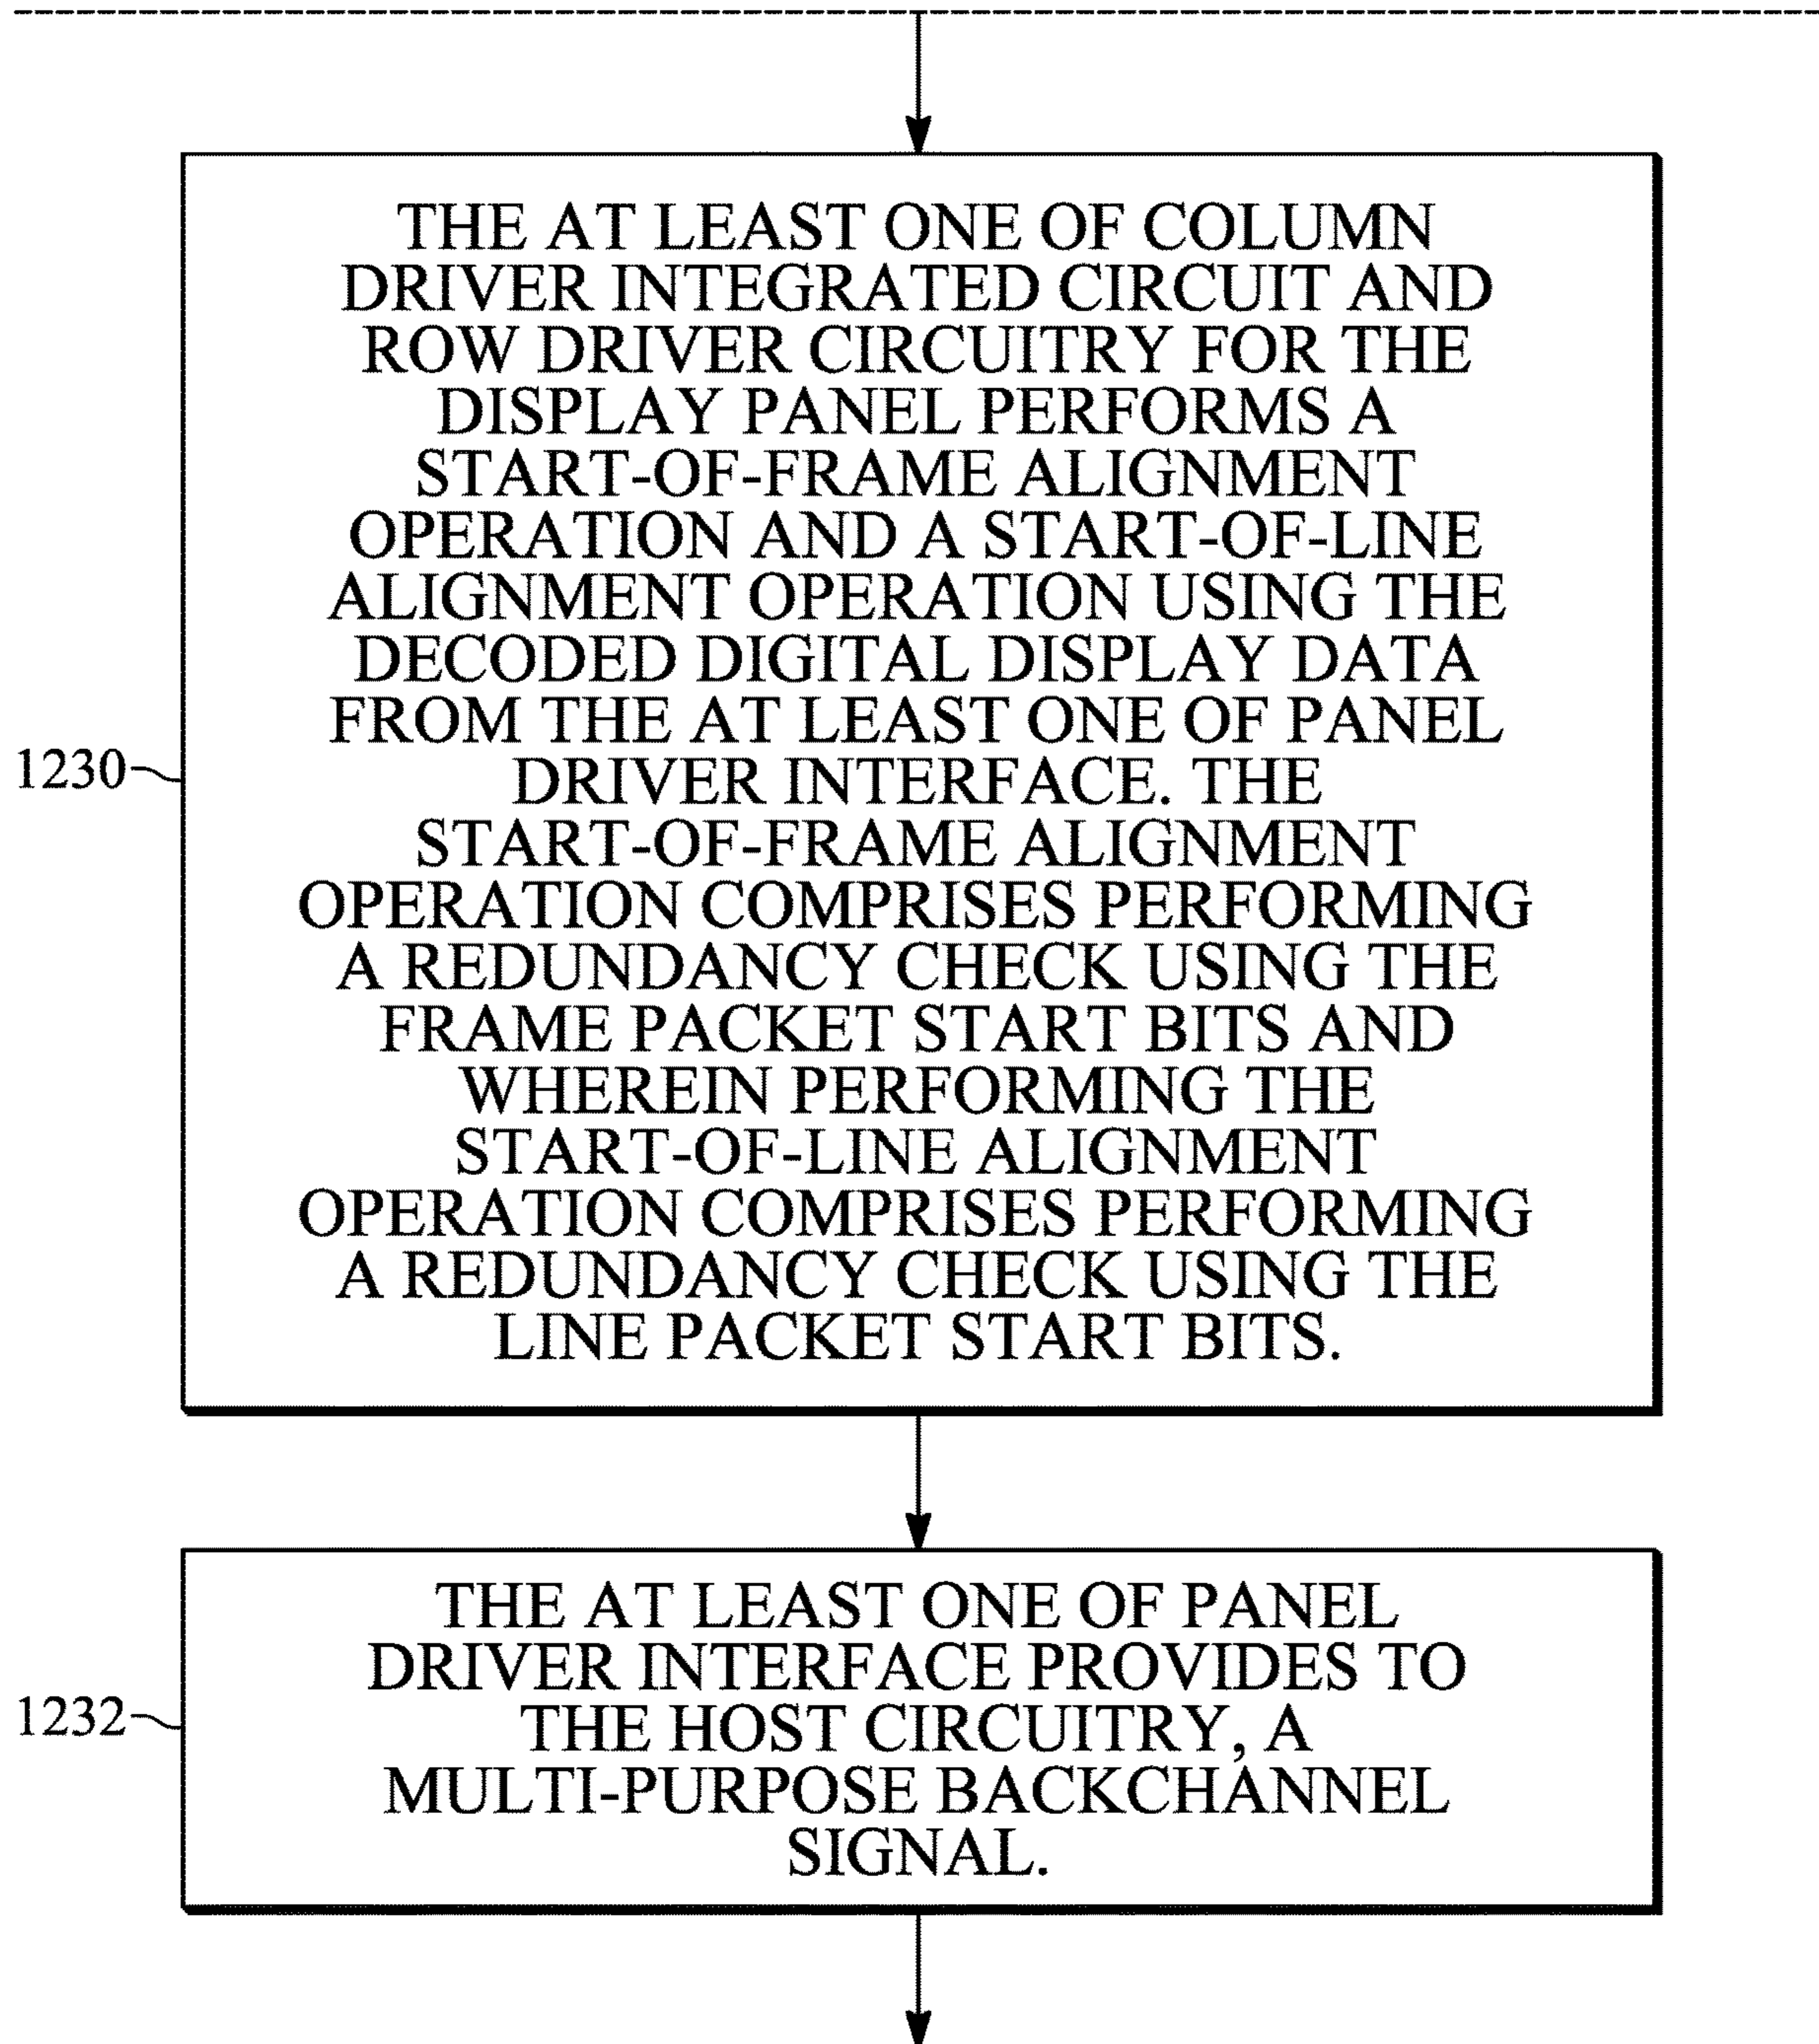 THE AT LEAST ONE OF COLUMN
DRIVER INTEGRATED CIRCUIT AND
ROW DRIVER CIRCUITRY FOR THE
DISPLAY PANEL PERFORMS A
START-OF-FRAME ALIGNMENT
OPERATION AND A START-OF-LINE
ALIGNMENT OPERATION USING THE
DECODED DIGITAL DISPLAY DATA
FROM THE AT LEAST ONE OF PANEL
DRIVER INTERFACE. THE
START-OF-FRAME ALIGNMENT
OPERATION COMPRISES PERFORMING
A REDUNDANCY CHECK USING THE
FRAME PACKET START BITS AND
WHEREIN PERFORMING THE
START-OF-LINE ALIGNMENT
OPERATION COMPRISES PERFORMING
A REDUNDANCY CHECK USING THE
LINE PACKET START BITS.
1230
THE AT LEAST ONE OF PANEL
DRIVER INTERFACE PROVIDES TO
THE HOST CIRCUITRY, A
MULTI-PURPOSE BACKCHANNEL
SIGNAL.
1232